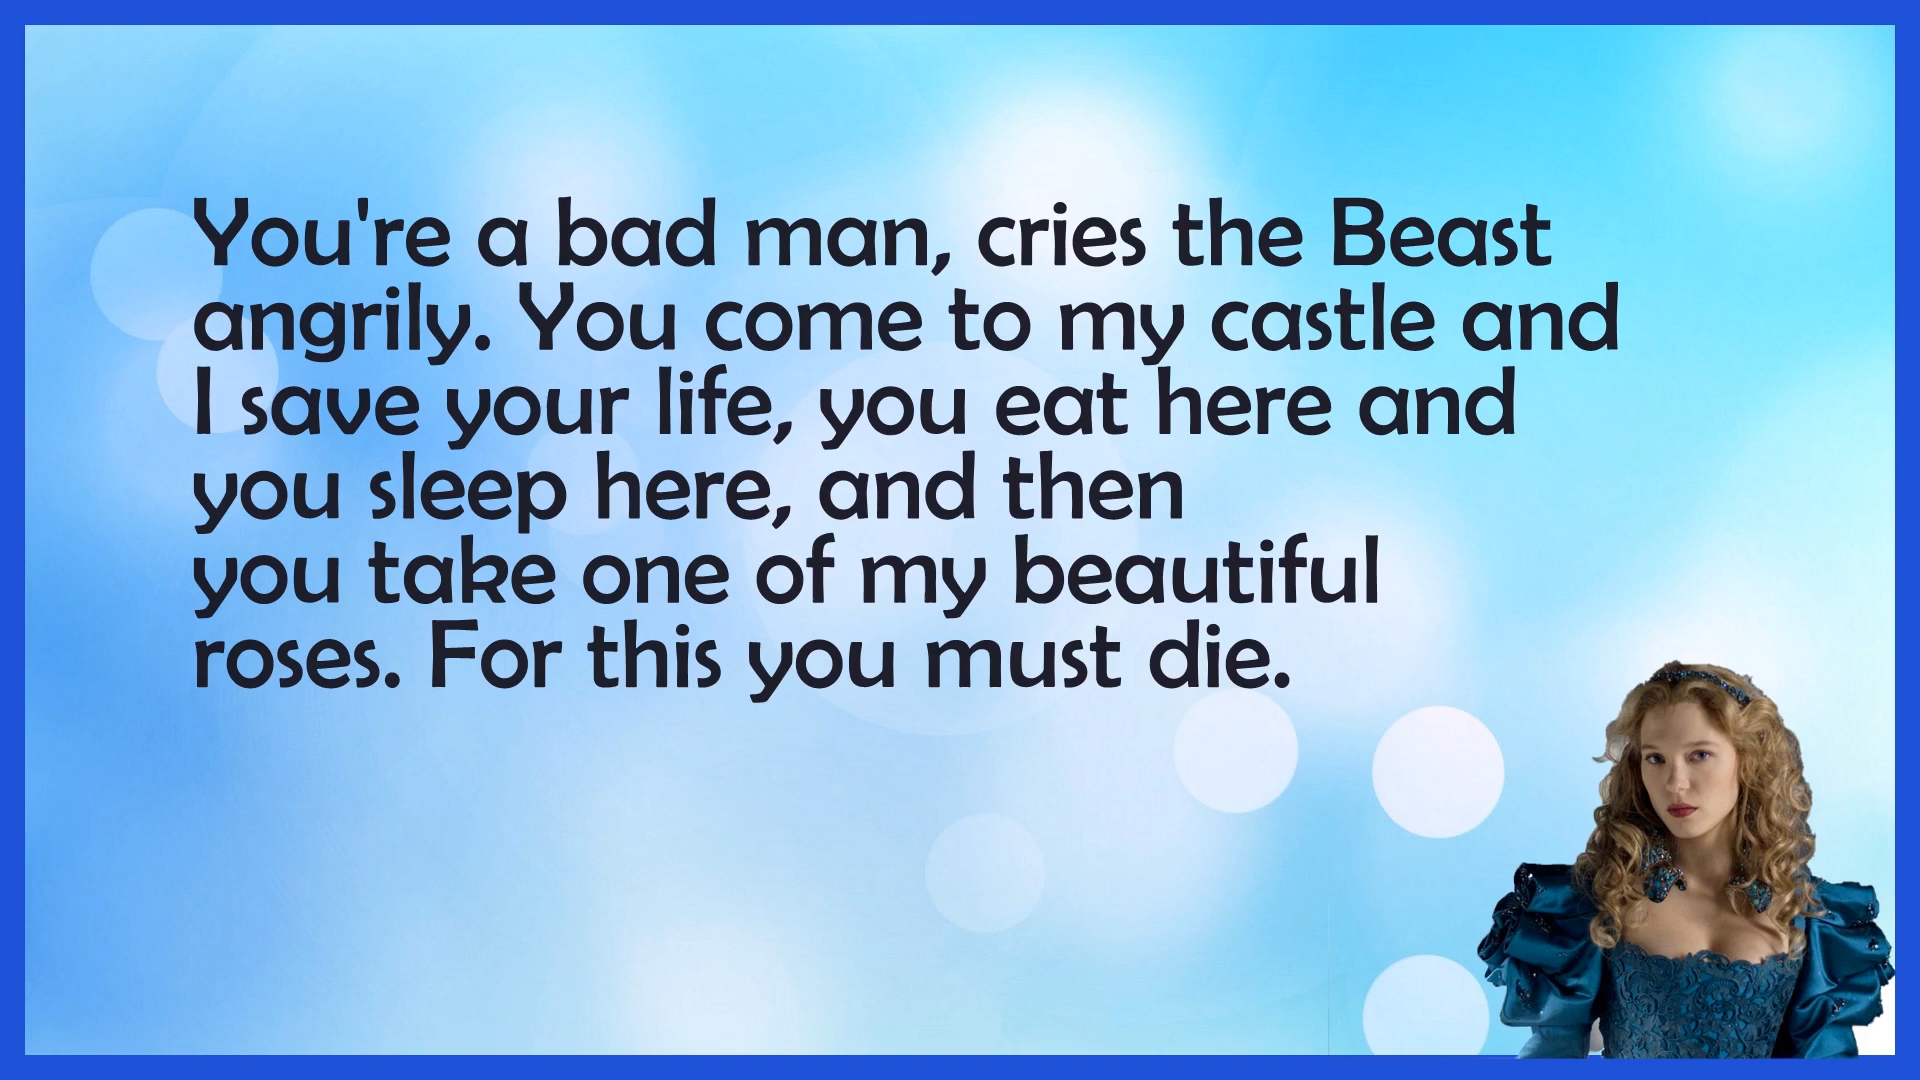 You're a bad man, cries the Beast
angrily. You come to my castle and
I save your life, you eat here and
you sleep here, and then
you take one of my beautiful
roses. For this you must die.